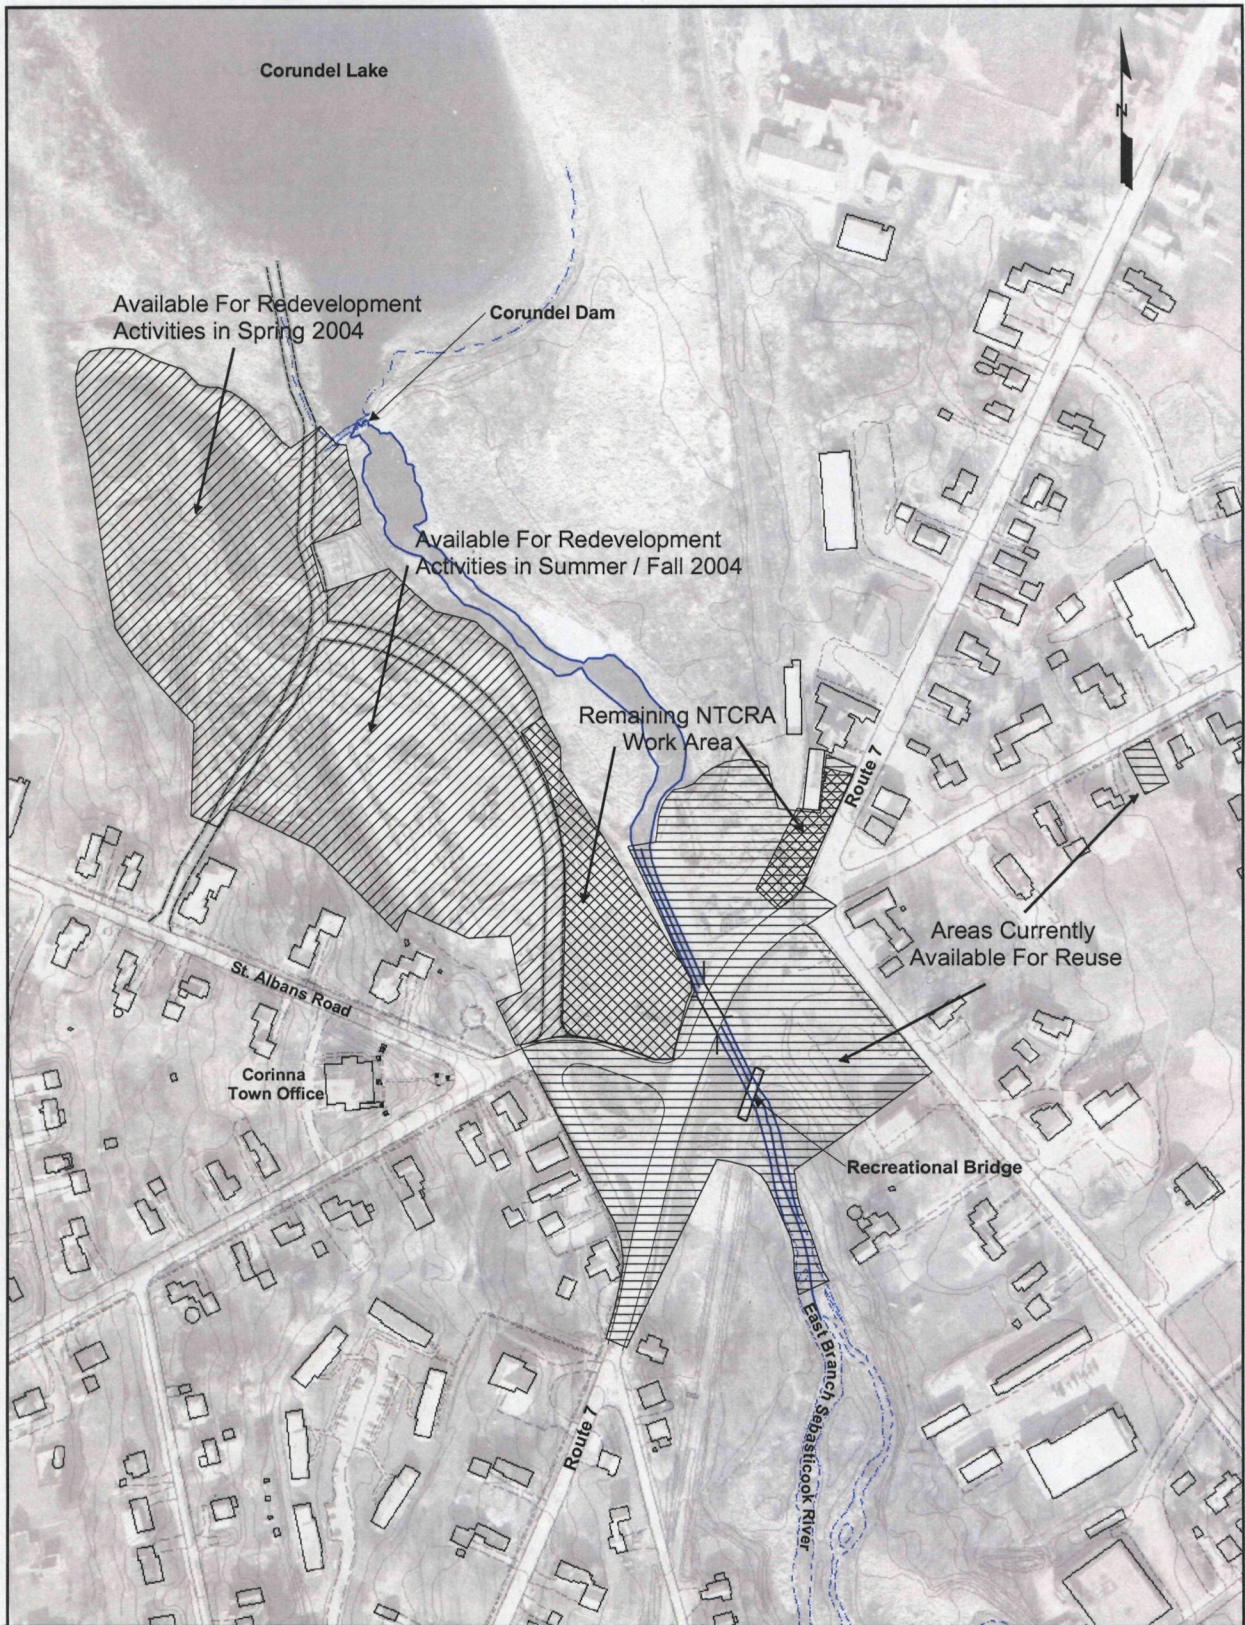 Corundel Lake
N
Available For Redevelopment
Activities in Spring 2004
Corundel Dam
Available For Redevelopment
Activities in Summer / Fall 2004
Remaining NTCRA
Work Area
Route 7
Areas Currently
Available For Reuse
St. Albans Road
Corinna
Town Office
Recreational Bridge
East Branch Sebasticook River
Route 7